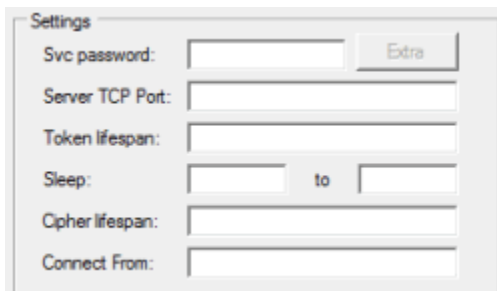 Settings
Svc password: Extra
Server TCP Port:
Token lifespan:
Sleep: to
Cipher lifespan:
Connect From: